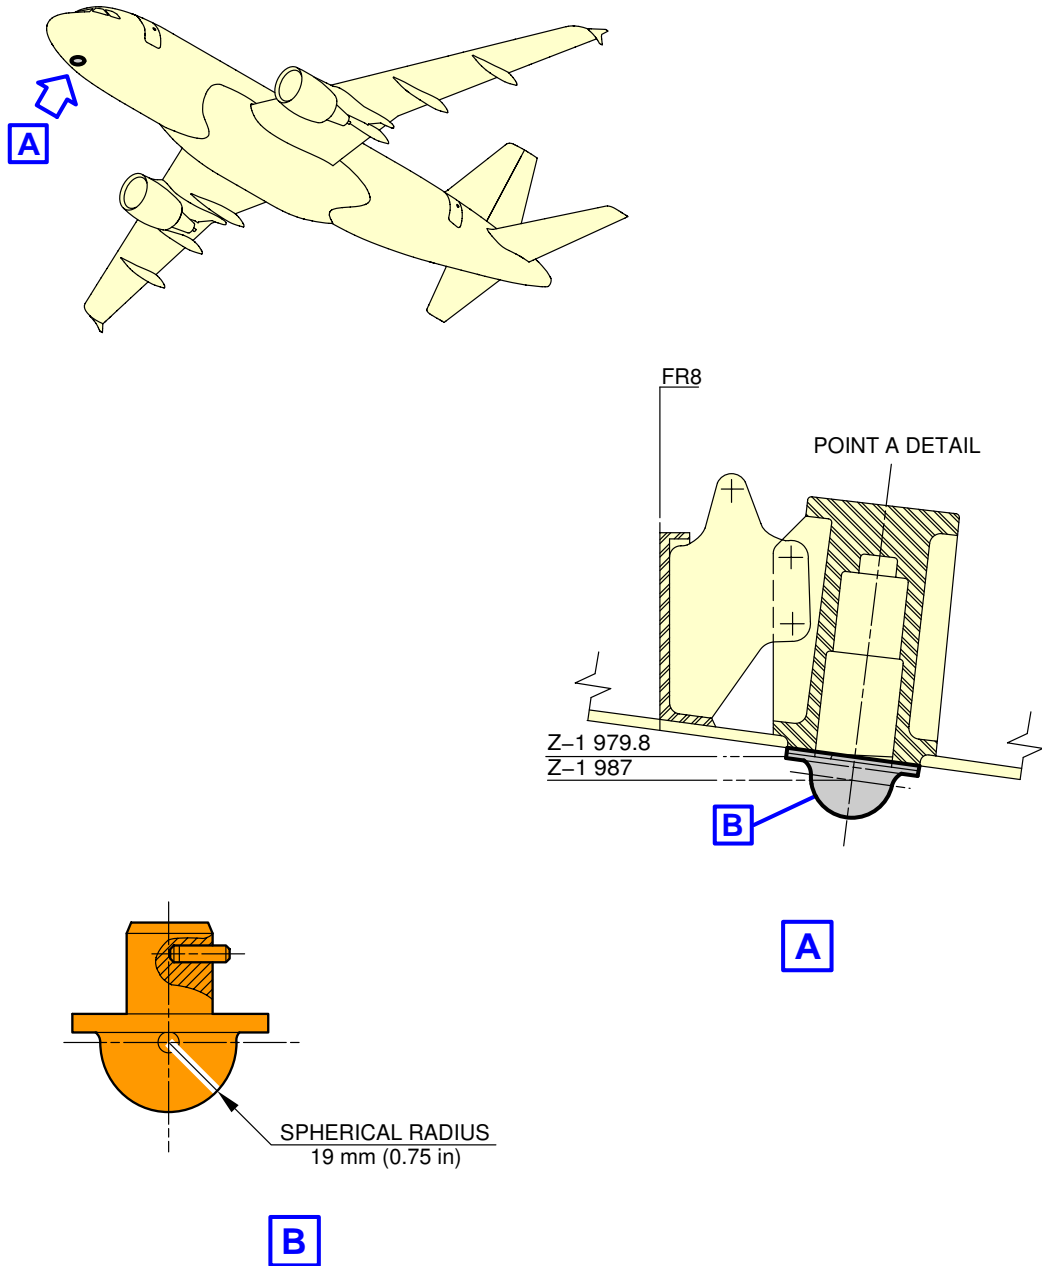 A
FR8
POINT A DETAIL
Z–1 979.8
Z–1 987
B
A
SPHERICAL RADIUS
19 mm (0.75 in)
B